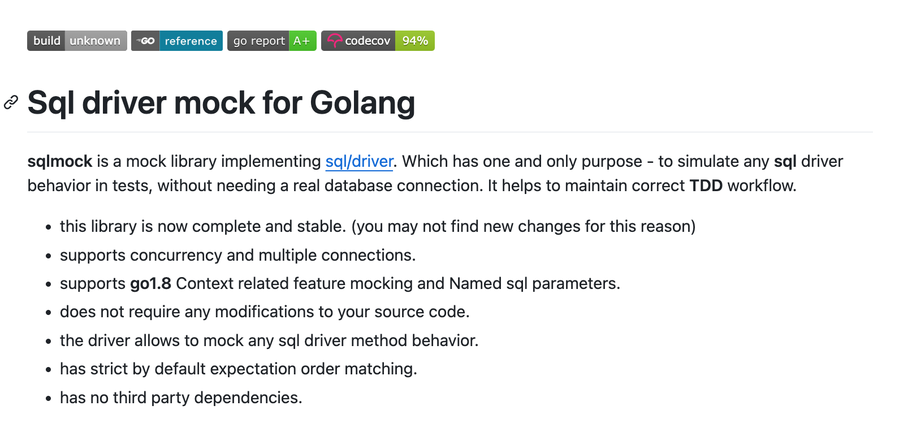 build unknown GO reference go report A+ codecov 94%
Sql driver mock for Golang
sqlmock is a mock library implementing sql/driver. Which has one and only purpose - to simulate any sql driver
behavior in tests, without needing a real database connection. It helps to maintain correct TDD workflow.
• this library is now complete and stable. (you may not find new changes for this reason)
• supports concurrency and multiple connections.
• supports go1.8 Context related feature mocking and Named sql parameters.
• does not require any modifications to your source code.
• the driver allows to mock any sql driver method behavior.
• has strict by default expectation order matching.
• has no third party dependencies.